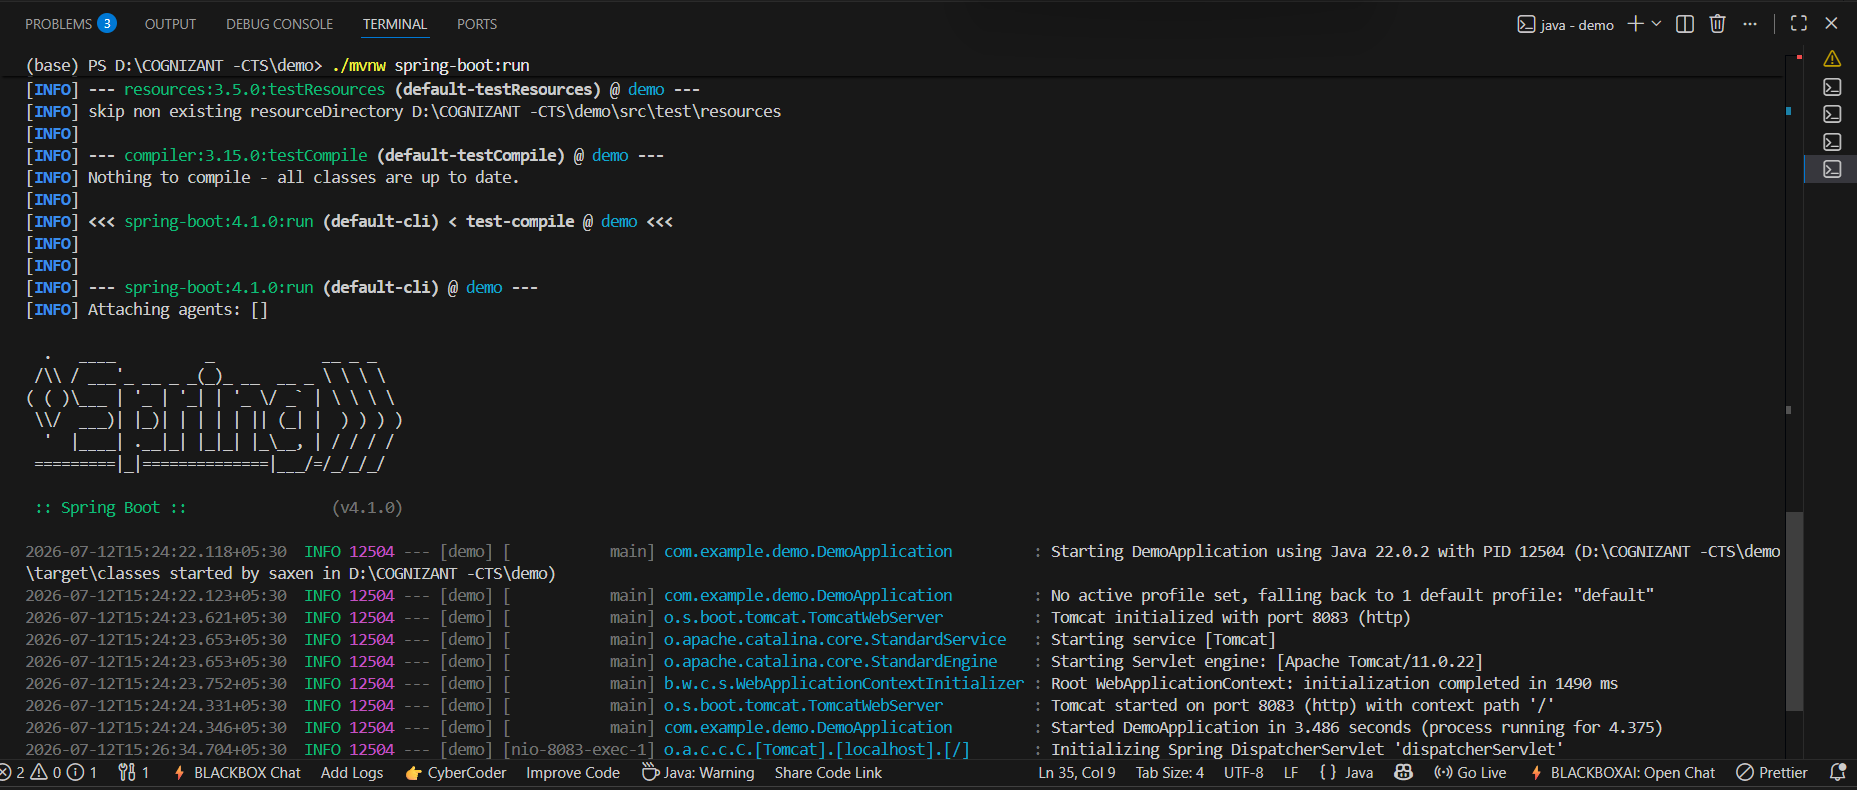 PROBLEMS 3 OUTPUT DEBUG CONSOLE TERMINAL PORTS java - demo
(base) PS D:\COGNIZANT -CTS\demo> ./mvnw spring-boot:run
[INFO] --- resources:3.5.0:testResources (default-testResources) @ demo ---
[INFO] skip non existing resourceDirectory D:\COGNIZANT -CTS\demo\src\test\resources
[INFO]
[INFO] --- compiler:3.15.0:testCompile (default-testCompile) @ demo ---
[INFO] Nothing to compile - all classes are up to date.
[INFO]
[INFO] <<< spring-boot:4.1.0:run (default-cli) < test-compile @ demo <<<
[INFO]
[INFO]
[INFO] --- spring-boot:4.1.0:run (default-cli) @ demo ---
[INFO] Attaching agents: []
  .   ____          _            __ _ _
 /\\ / ___'_ __ _ _(_)_ __  __ _ \ \ \ \
( ( )\___ | '_ | '_| | '_ \/ _` | \ \ \ \
 \\/  ___)| |_)| | | | | || (_| |  ) ) ) )
  '  |____| .__|_| |_|_| |_\__, | / / / /
 =========|_|==============|___/=/_/_/_/
:: Spring Boot :: (v4.1.0)
2026-07-12T15:24:22.118+05:30 INFO 12504 --- [demo] [ main] com.example.demo.DemoApplication : Starting DemoApplication using Java 22.0.2 with PID 12504 (D:\COGNIZANT -CTS\demo
\target\classes started by saxen in D:\COGNIZANT -CTS\demo)
2026-07-12T15:24:22.123+05:30 INFO 12504 --- [demo] [ main] com.example.demo.DemoApplication : No active profile set, falling back to 1 default profile: "default"
2026-07-12T15:24:23.621+05:30 INFO 12504 --- [demo] [ main] o.s.boot.tomcat.TomcatWebServer : Tomcat initialized with port 8083 (http)
2026-07-12T15:24:23.653+05:30 INFO 12504 --- [demo] [ main] o.apache.catalina.core.StandardService : Starting service [Tomcat]
2026-07-12T15:24:23.653+05:30 INFO 12504 --- [demo] [ main] o.apache.catalina.core.StandardEngine : Starting Servlet engine: [Apache Tomcat/11.0.22]
2026-07-12T15:24:23.752+05:30 INFO 12504 --- [demo] [ main] b.w.c.s.WebApplicationContextInitializer : Root WebApplicationContext: initialization completed in 1490 ms
2026-07-12T15:24:24.331+05:30 INFO 12504 --- [demo] [ main] o.s.boot.tomcat.TomcatWebServer : Tomcat started on port 8083 (http) with context path '/'
2026-07-12T15:24:24.346+05:30 INFO 12504 --- [demo] [ main] com.example.demo.DemoApplication : Started DemoApplication in 3.486 seconds (process running for 4.375)
2026-07-12T15:26:34.704+05:30 INFO 12504 --- [demo] [nio-8083-exec-1] o.a.c.c.C.[Tomcat].[localhost].[/] : Initializing Spring DispatcherServlet 'dispatcherServlet'
2 0 1 1 BLACKBOX Chat Add Logs CyberCoder Improve Code Java: Warning Share Code Link Ln 35, Col 9 Tab Size: 4 UTF-8 LF {} Java Go Live BLACKBOXAI: Open Chat Prettier